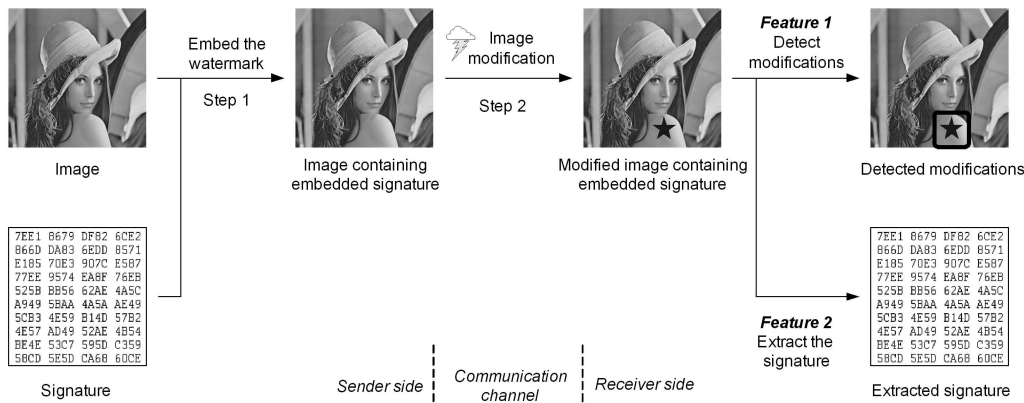 Embed the
watermark
Step 1
Image
modification
Step 2
Feature 1
Detect
modifications
Image
Image containing
embedded signature
Modified image containing
embedded signature
Detected modifications
7EE1 8679 DF82 6CE2
866D DA83 6EDD 8571
E185 70E3 907C E587
77EE 9574 EA8F 76EB
525B BB56 62AE 4A5C
A949 5BAA 4A5A AE49
5CB3 4E59 B14D 57B2
4E57 AD49 52AE 4B54
BE4E 53C7 595D C359
58CD 5E5D CA68 60CE
Signature
Feature 2
Extract the
signature
7EE1 8679 DF82 6CE2
866D DA83 6EDD 8571
E185 70E3 907C E587
77EE 9574 EA8F 76EB
525B BB56 62AE 4A5C
A949 5BAA 4A5A AE49
5CB3 4E59 B14D 57B2
4E57 AD49 52AE 4B54
BE4E 53C7 595D C359
58CD 5E5D CA68 60CE
Extracted signature
Sender side
Communication
channel
Receiver side